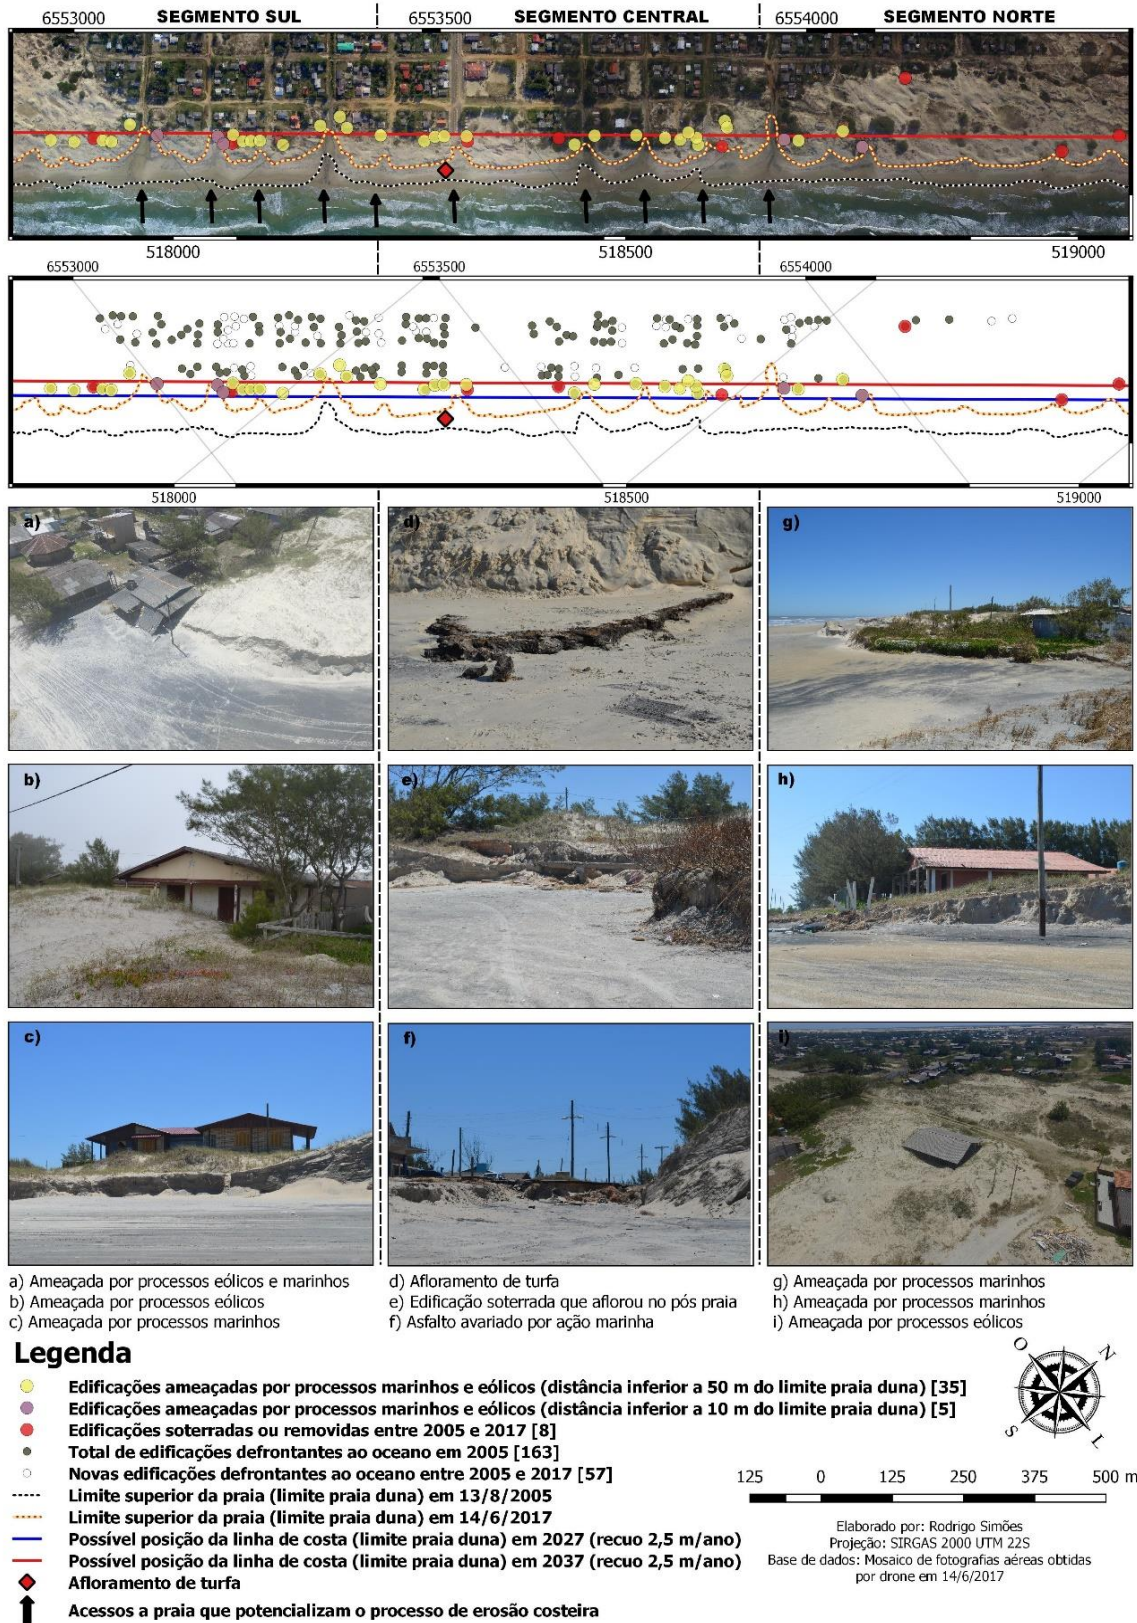 6553000 SEGMENTO SUL 6553500 SEGMENTO CENTRAL 6554000 SEGMENTO NORTE
518000 518500 519000
6553000 6553500 6554000
518000 518500 519000
a)
d)
g)
b)
e)
h)
c)
f)
i)
a) Ameaçada por processos eólicos e marinhos
b) Ameaçada por processos eólicos
c) Ameaçada por processos marinhos
d) Afloramento de turfa
e) Edificação soterrada que aflorou no pós praia
f) Asfalto avariado por ação marinha
g) Ameaçada por processos marinhos
h) Ameaçada por processos marinhos
i) Ameaçada por processos eólicos
Legenda
Edificações ameaçadas por processos marinhos e eólicos (distância inferior a 50 m do limite praia duna) [35]
Edificações ameaçadas por processos marinhos e eólicos (distância inferior a 10 m do limite praia duna) [5]
Edificações soterradas ou removidas entre 2005 e 2017 [8]
Total de edificações defrontantes ao oceano em 2005 [163]
Novas edificações defrontantes ao oceano entre 2005 e 2017 [57]
Limite superior da praia (limite praia duna) em 13/8/2005
Limite superior da praia (limite praia duna) em 14/6/2017
Possível posição da linha de costa (limite praia duna) em 2027 (recuo 2,5 m/ano)
Possível posição da linha de costa (limite praia duna) em 2037 (recuo 2,5 m/ano)
Afloramento de turfa
Acessos a praia que potencializam o processo de erosão costeira
O N
S L
125 0 125 250 375 500 m
Elaborado por: Rodrigo Simões
Projeção: SIRGAS 2000 UTM 22S
Base de dados: Mosaico de fotografias aéreas obtidas
por drone em 14/6/2017